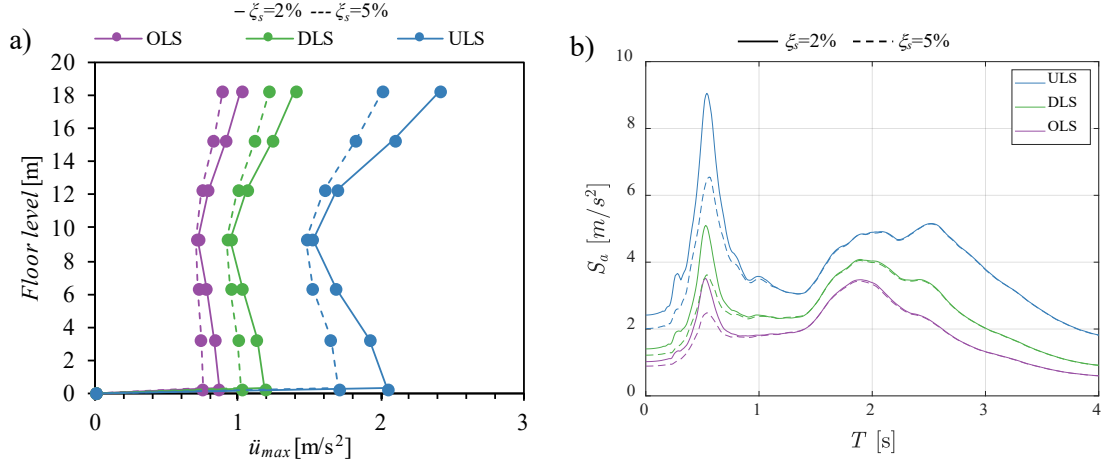 a)
ξs=2% ξs=5%
OLS DLS ULS
20
18
16
14
12
10
8
6
4
2
0
Floor level [m]
0 1 2 3
ümax [m/s²]
b)
ξs=2% ξs=5%
10
8
6
4
2
0
Sa [m/s²]
ULS
DLS
OLS
0 1 2 3 4
T [s]